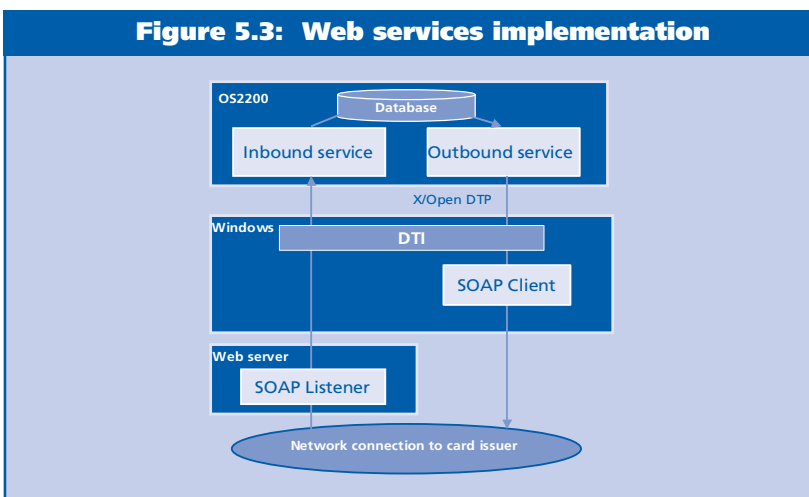 Figure 5.3: Web services implementation
OS2200
Database
Inbound service
Outbound service
X/Open DTP
Windows
DTI
SOAP Client
Web server
SOAP Listener
Network connection to card issuer